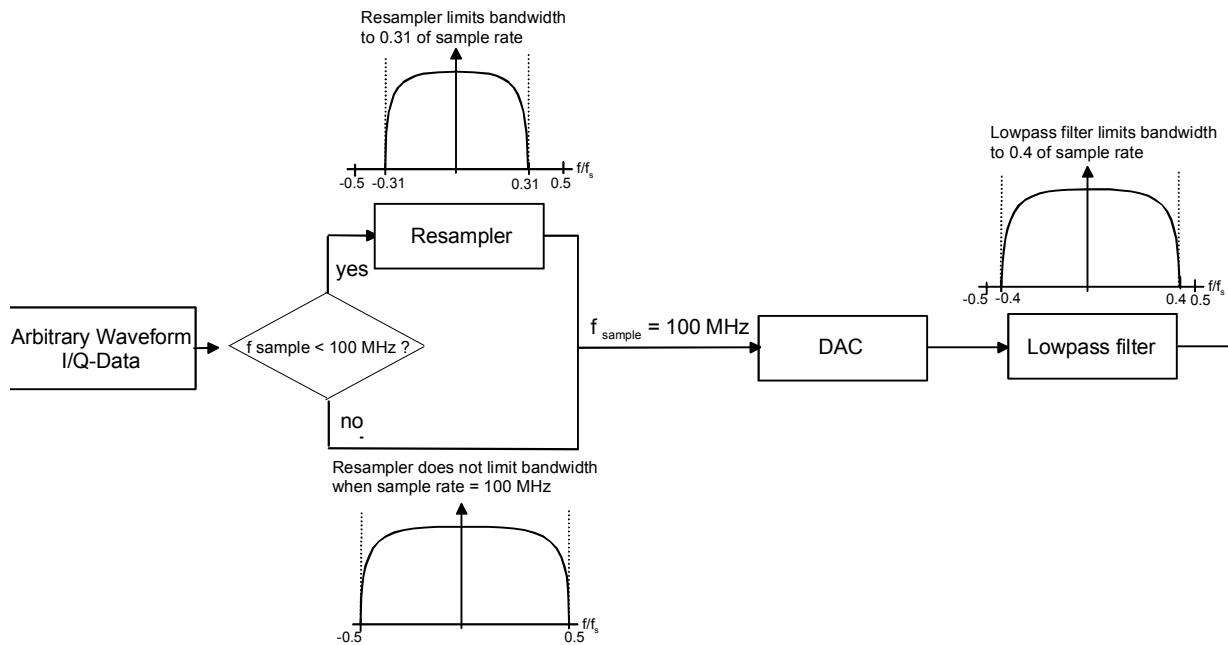 Resampler limits bandwidth
to 0.31 of sample rate
f/fs
-0.5
-0.31
0.31
0.5
Resampler
yes
Arbitrary Waveform
I/Q-Data
f sample < 100 MHz ?
no
f sample = 100 MHz
DAC
Lowpass filter limits bandwidth
to 0.4 of sample rate
f/fs
-0.5
-0.4
0.4
0.5
Lowpass filter
Resampler does not limit bandwidth
when sample rate = 100 MHz
f/fs
-0.5
0.5